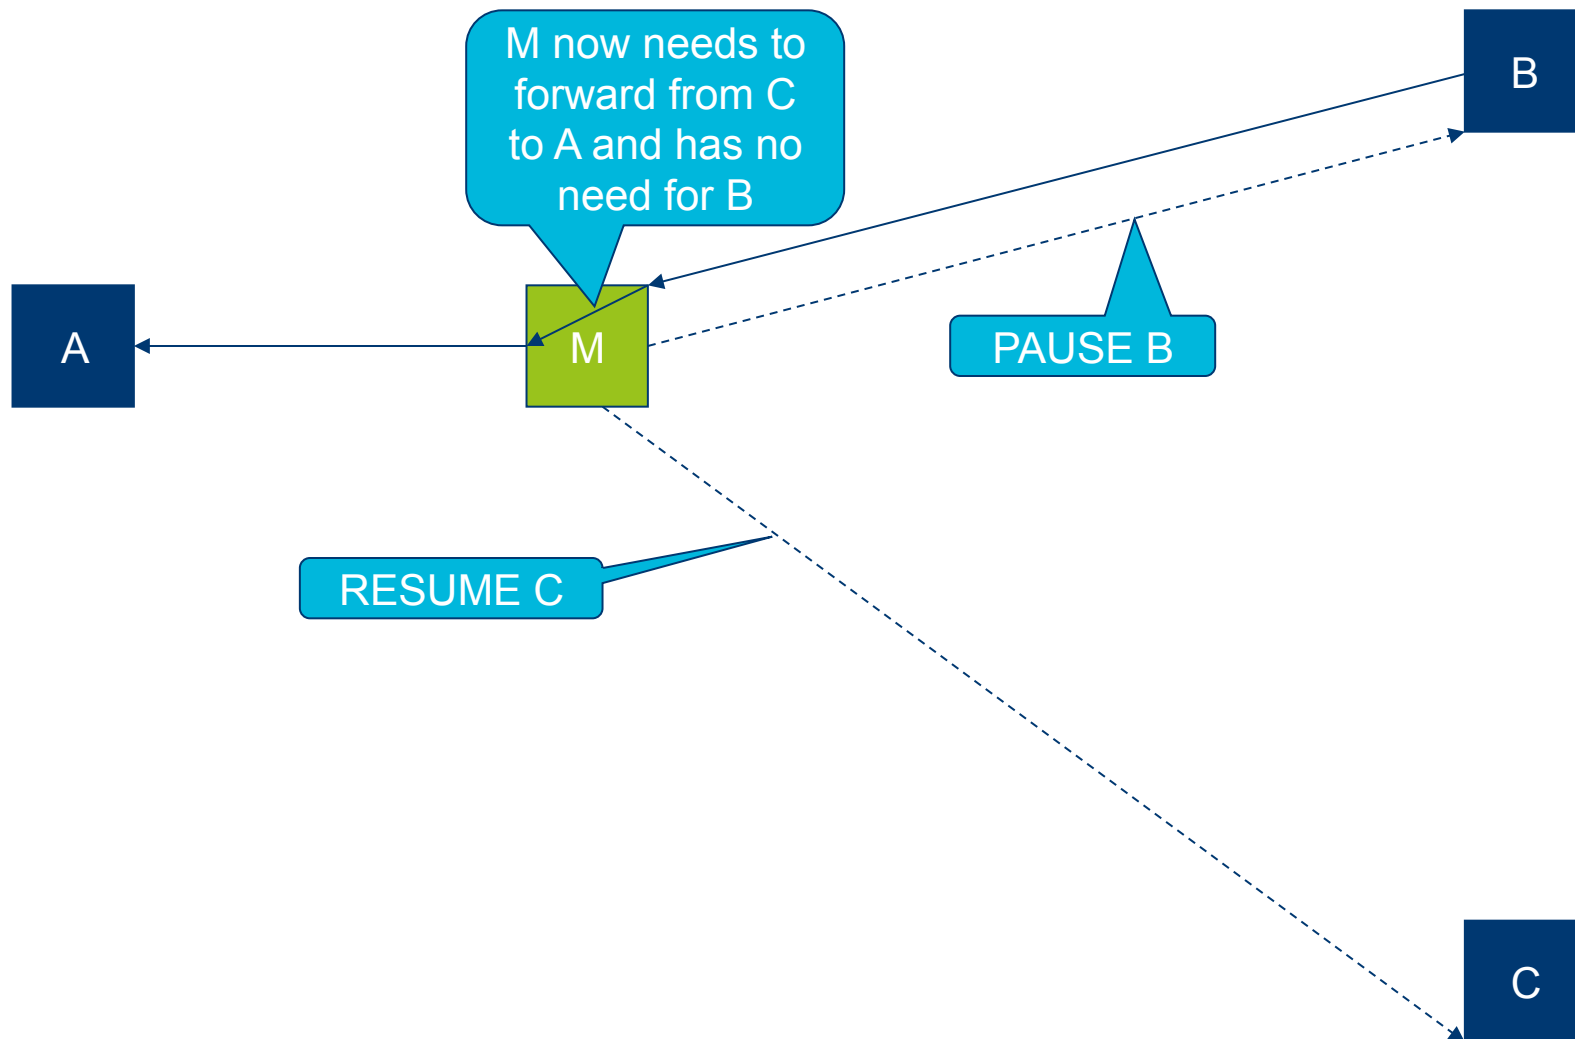 M now needs to
forward from C
to A and has no
need for B
B
A
M
PAUSE B
RESUME C
C